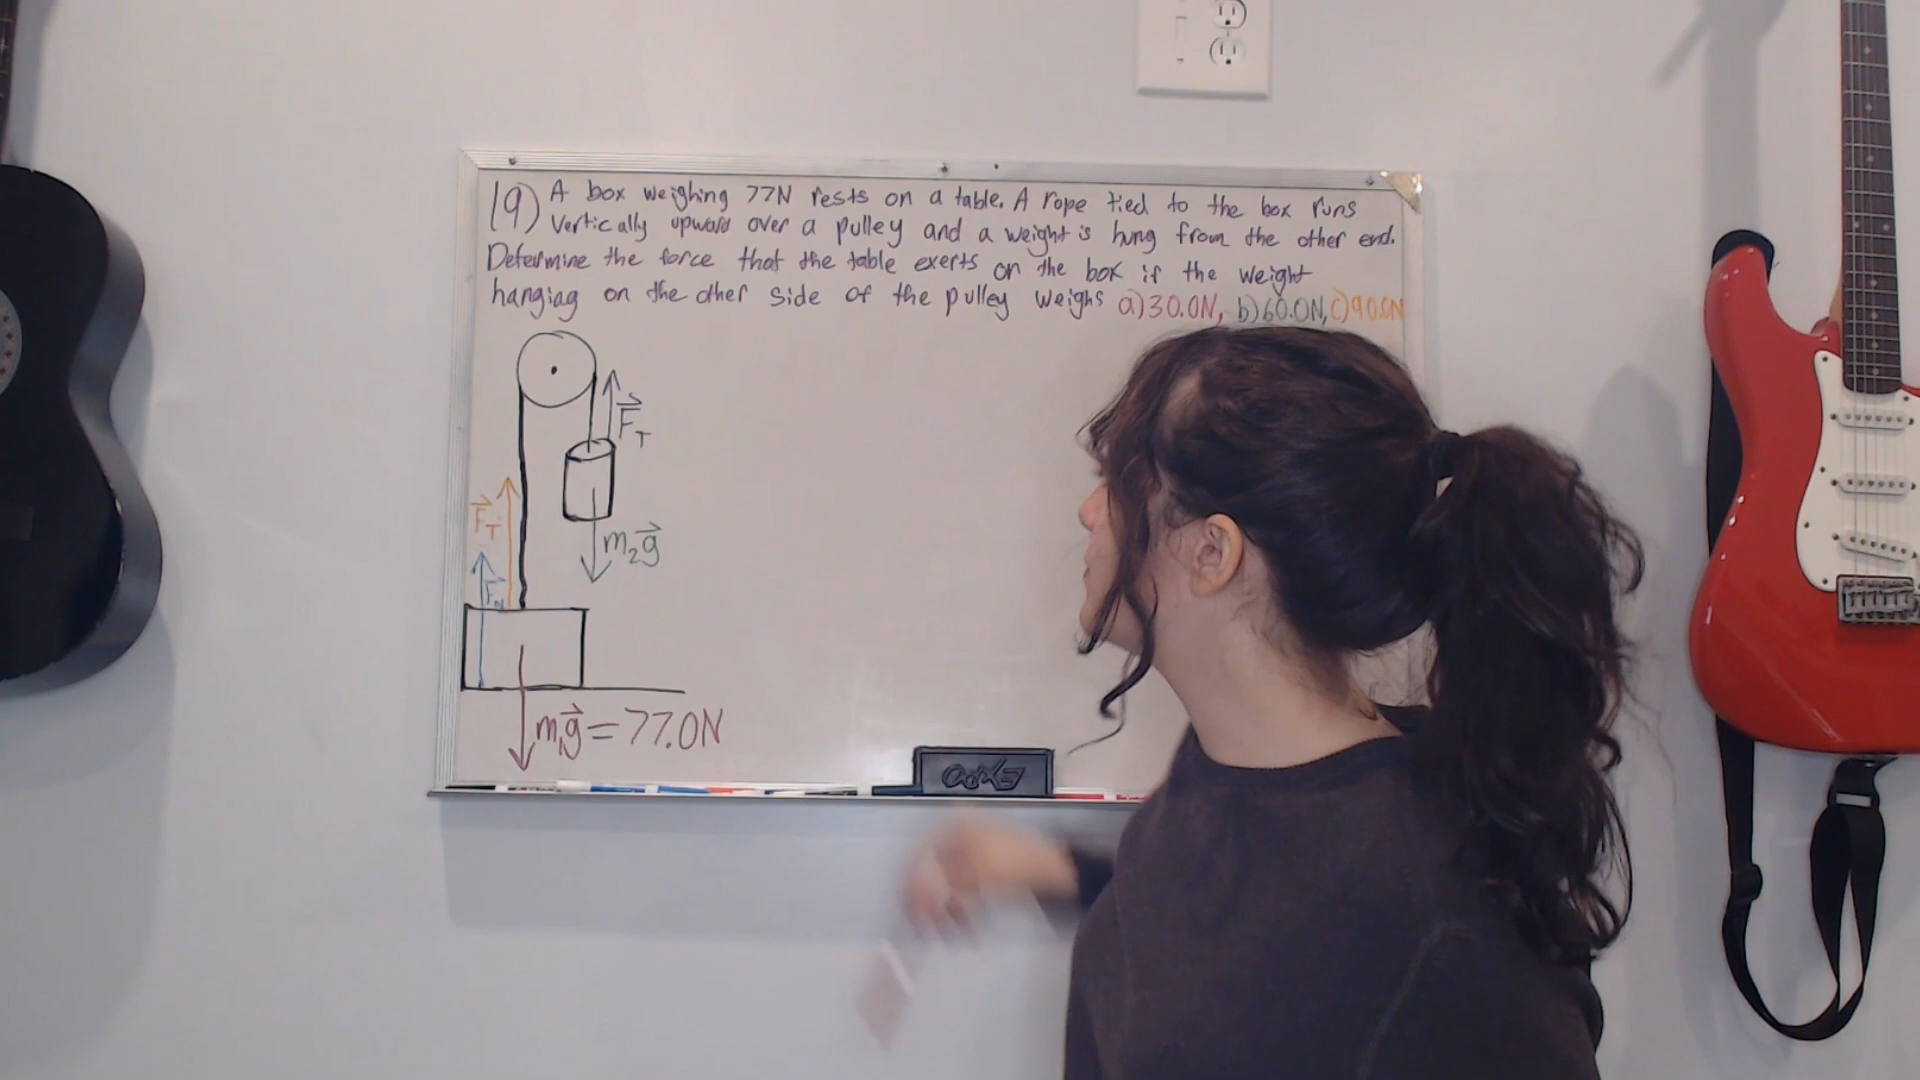 19) A box weighing 77N rests on a table. A rope tied to the box runs
vertically upward over a pulley and a weight is hung from the other end.
Determine the force that the table exerts on the box if the weight
hanging on the other side of the pulley weighs a) 30.0N, b) 60.0N, c) 90.0N
F_T
F_T
m₂g
F_N
m₁g = 77.0N